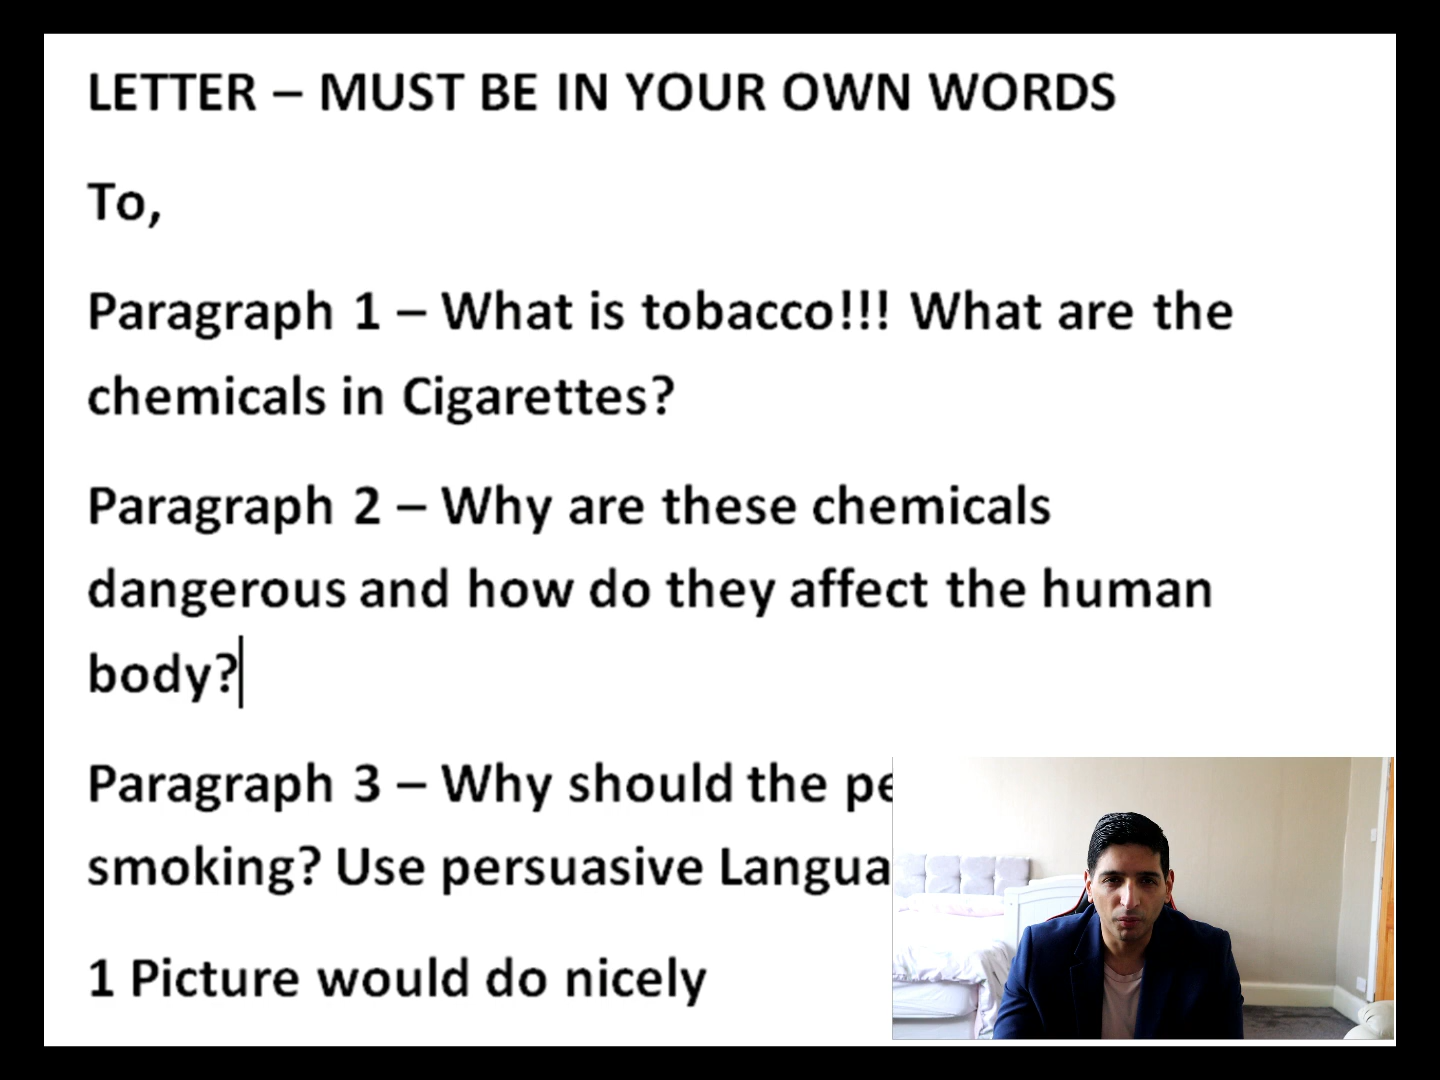 LETTER – MUST BE IN YOUR OWN WORDS
To,
Paragraph 1 – What is tobacco!!! What are the
chemicals in Cigarettes?
Paragraph 2 – Why are these chemicals
dangerous and how do they affect the human
body?
Paragraph 3 – Why should the
smoking? Use persuasive
1 Picture would do nicely